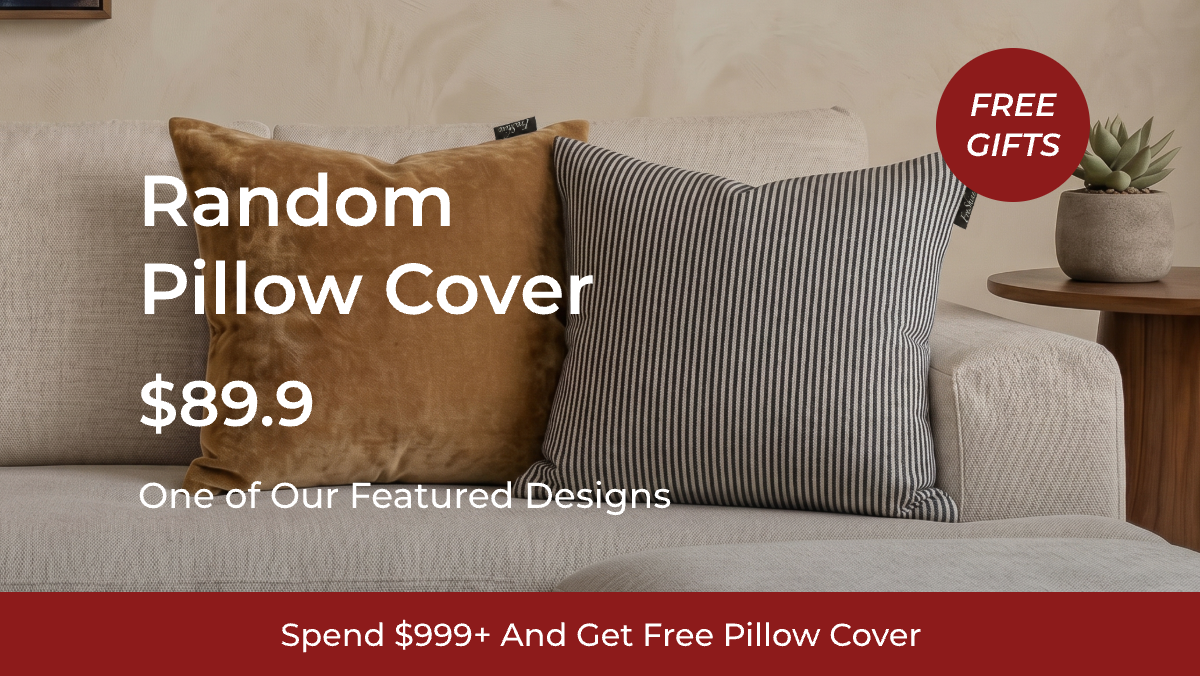 FREE
GIFTS
Random
Pillow Cover
$89.9
One of Our Featured Designs
Spend $999+ And Get Free Pillow Cover